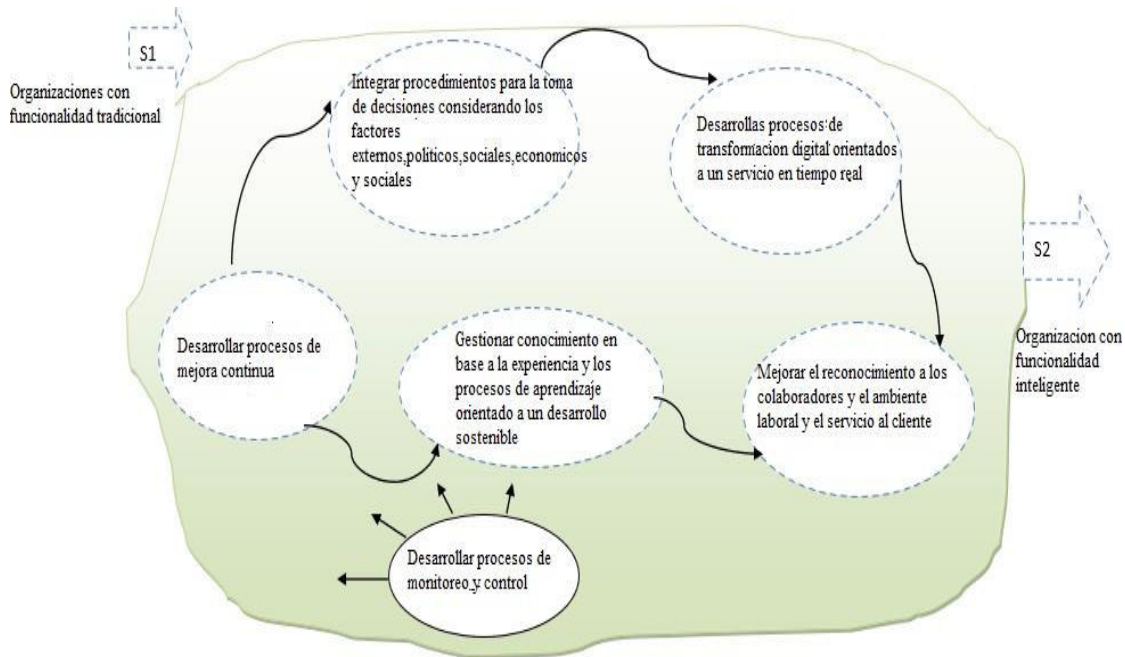 S1
Organizaciones con
funcionalidad tradicional
Integrar procedimientos para la toma
de decisiones considerando los
factores
externos,politicos,sociales,economicos
y sociales
Desarrollas procesos de
transformacion digital orientados
a un servicio en tiempo real
S2
Organizacion con
funcionalidad
inteligente
Desarrollar procesos de
mejora continua
Gestionar conocimiento en
base a la experiencia y los
procesos de aprendizaje
orientado a un desarrollo
sostenible
Mejorar el reconocimiento a los
colaboradores y el ambiente
laboral y el servicio al cliente
Desarrollar procesos de
monitoreo.y control